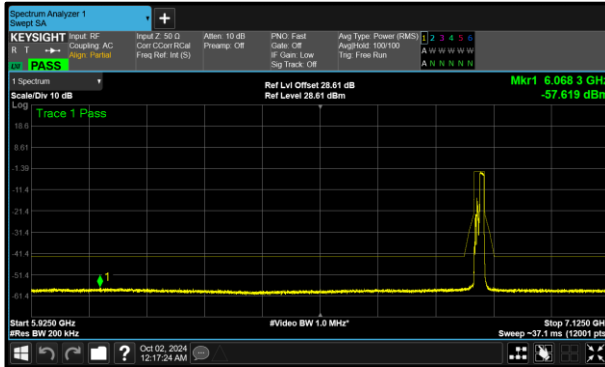 Spectrum Analyzer 1
Swept SA
KEYSIGHT
R T
PASS
Input: RF
Coupling: AC
Align: Partial
Input Z: 50 Ω
Corr CCorr RCal
Freq Ref: Int (S)
Atten: 10 dB
Preamp: Off
PNO: Fast
Gate: Off
IF Gain: Low
Sig Track: Off
Avg Type: Power (RMS)
Avg|Hold: 100/100
Trig: Free Run
1 2 3 4 5 6
A W W W W W
A N N N N N
1 Spectrum
Scale/Div 10 dB
Ref Lvl Offset 28.61 dB
Ref Level 28.61 dBm
Mkr1 6.068 3 GHz
-57.619 dBm
Log
Trace 1 Pass
18.6
8.61
-1.39
-11.4
-21.4
-31.4
-41.4
-51.4
-61.4
1
Start 5.9250 GHz
#Res BW 200 kHz
#Video BW 1.0 MHz*
Stop 7.1250 GHz
Sweep ~37.1 ms (12001 pts)
?
Oct 02, 2024
12:17:24 AM